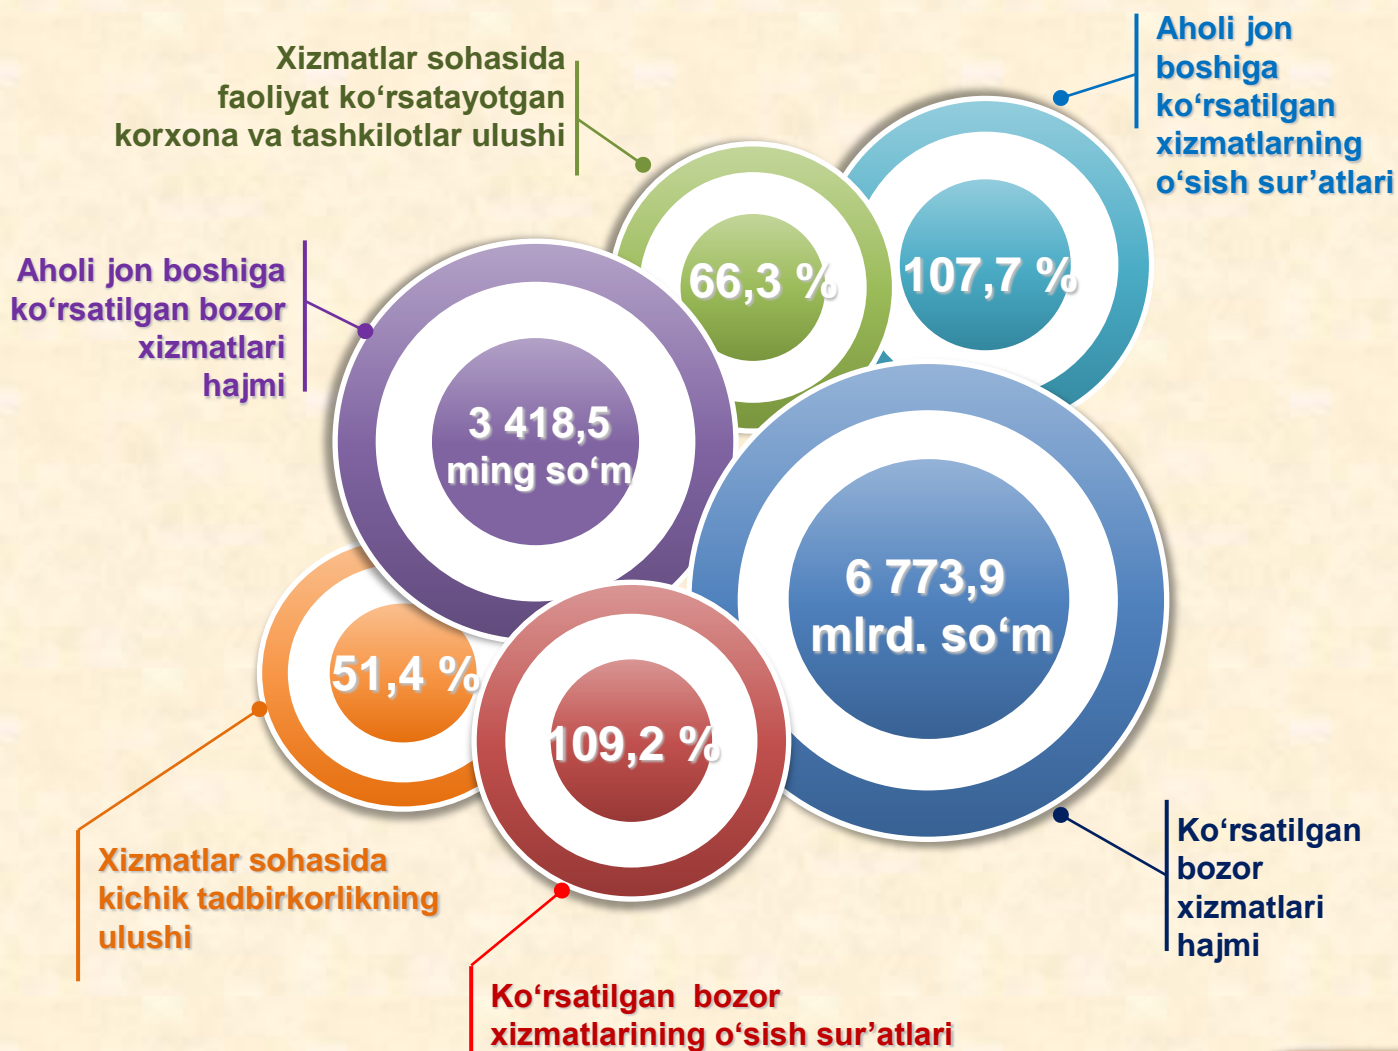 Xizmatlar sohasida
faoliyat ko‘rsatayotgan
korxona va tashkilotlar ulushi
Aholi jon
boshiga
ko‘rsatilgan
xizmatlarning
o‘sish sur’atlari
Aholi jon boshiga
ko‘rsatilgan bozor
xizmatlari
hajmi
66,3 %
107,7 %
3 418,5
ming so‘m
6 773,9
mlrd. so‘m
51,4 %
109,2 %
Xizmatlar sohasida
kichik tadbirkorlikning
ulushi
Ko‘rsatilgan
bozor
xizmatlari
hajmi
Ko‘rsatilgan bozor
xizmatlarining o‘sish sur’atlari